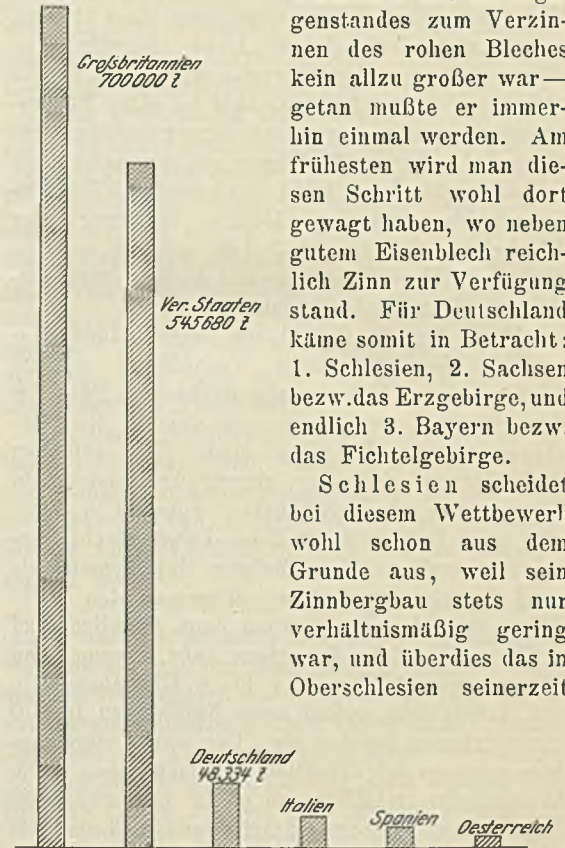 genstandes zum Verzin-
nen des rohen Bleches
kein allzu großer war—
getan mußte er immer-
hin einmal werden. Am
frühesten wird man die-
sen Schritt wohl dort
gewagt haben, wo neben
gutem Eisenblech reich-
lich Zinn zur Verfügung
stand. Für Deutschland
käme somit in Betracht:
1. Schlesien, 2. Sachsen
bezw. das Erzgebirge, und
endlich 3. Bayern bezw.
das Fichtelgebirge.
Schlesien scheidet
bei diesem Wettbewerb
wohl schon aus dem
Grunde aus, weil sein
Zinnbergbau stets nur
verhältnismäßig gering
war, und überdies das in
Oberschlesien seinerzeit
Großbritannien
700000 t
Ver. Staaten
545680 t
Deutschland
48334 t
Italien
Spanien
Oesterreich